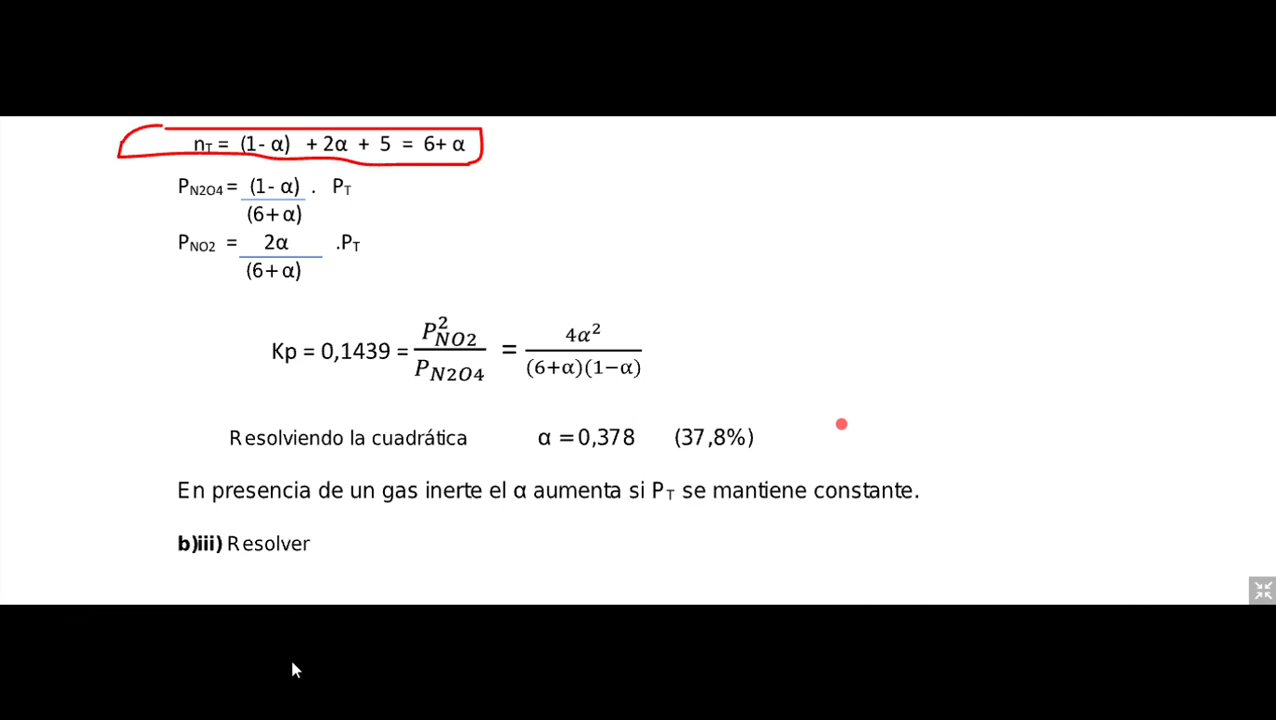 nT = (1- α) + 2α + 5 = 6+ α
PN2O4 = (1- α) . PT
(6+ α)
PNO2 = 2α .PT
(6+ α)
Kp = 0,1439 = P²NO2 / PN2O4 = 4α² / (6+α)(1−α)
Resolviendo la cuadrática α = 0,378 (37,8%)
En presencia de un gas inerte el α aumenta si PT se mantiene constante.
b)iii) Resolver